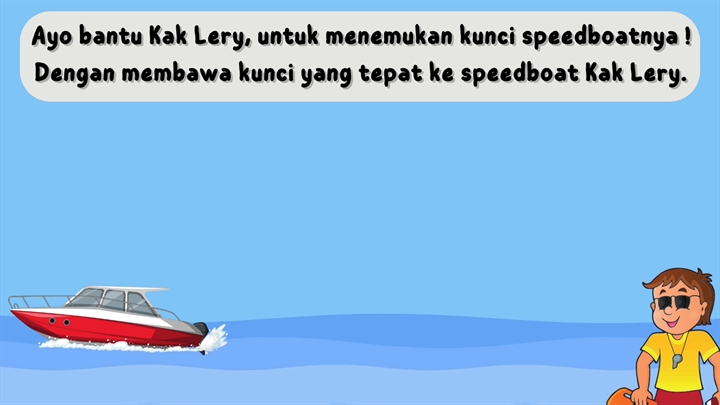 Ayo bantu Kak Lery, untuk menemukan kunci speedboatnya !
Dengan membawa kunci yang tepat ke speedboat Kak Lery.